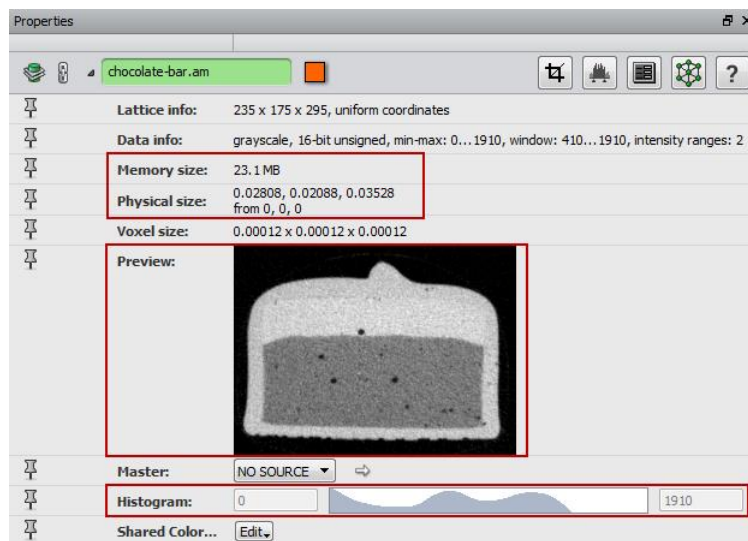 Properties
chocolate-bar.am
?
Lattice info: 235 x 175 x 295, uniform coordinates
Data info: grayscale, 16-bit unsigned, min-max: 0...1910, window: 410...1910, intensity ranges: 2
Memory size: 23.1 MB
Physical size: 0.02808, 0.02088, 0.03528
from 0, 0, 0
Voxel size: 0.00012 x 0.00012 x 0.00012
Preview:
Master: NO SOURCE
Histogram: 0 1910
Shared Color... Edit